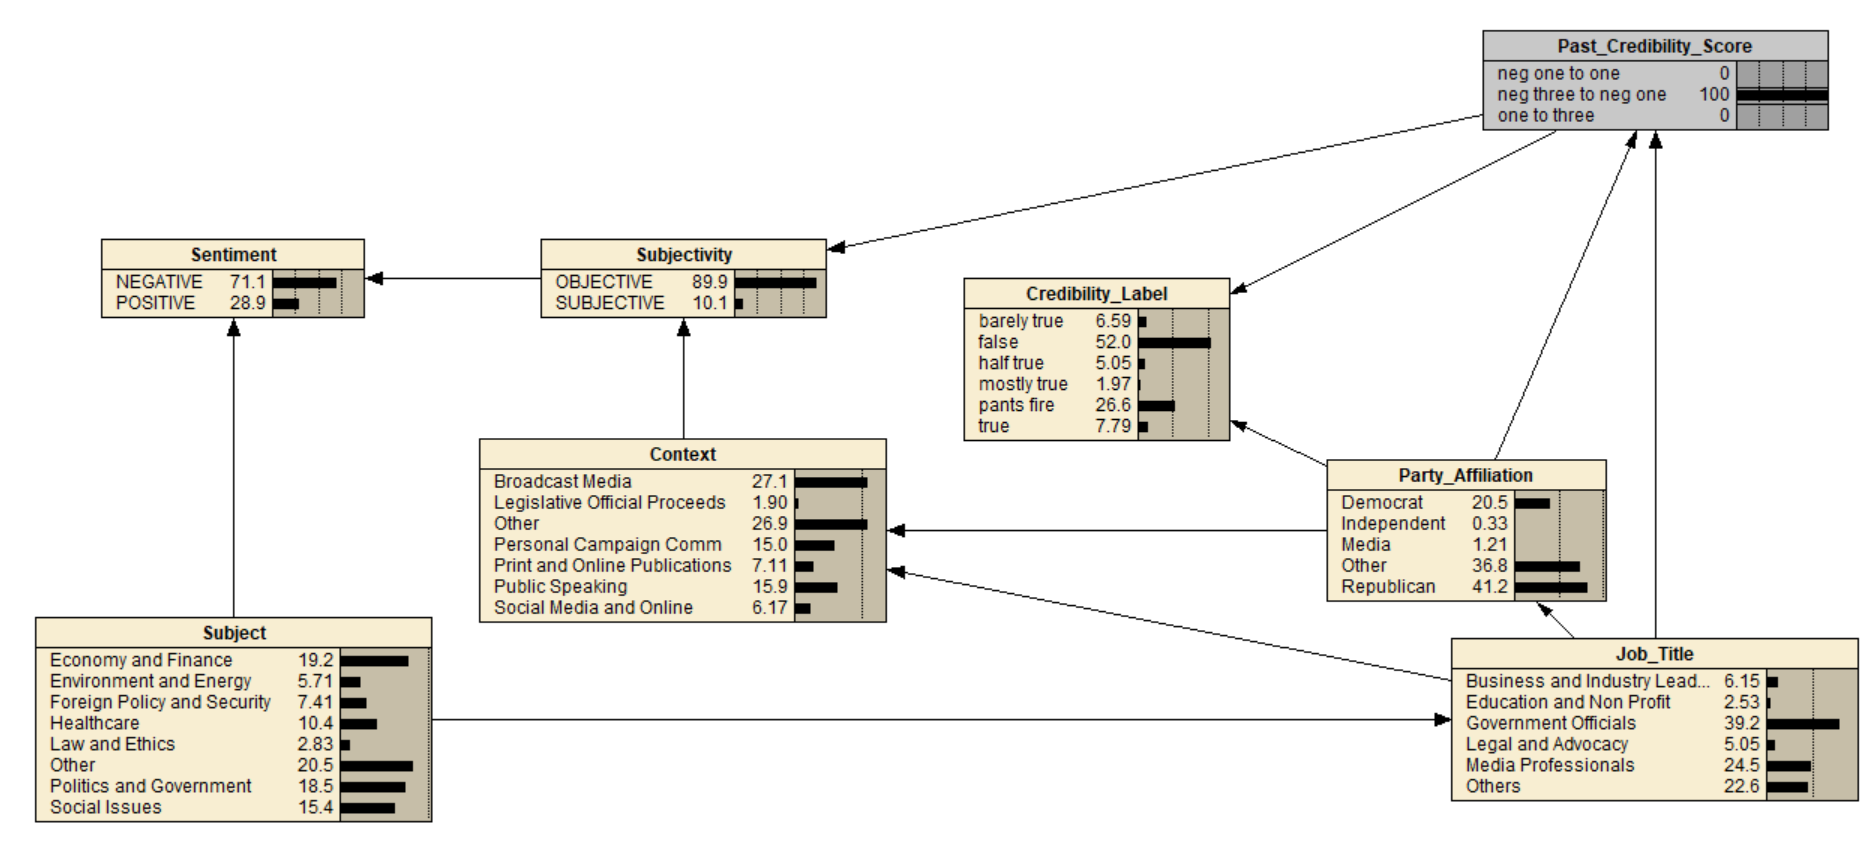 Past_Credibility_Score
neg one to one 0
neg three to neg one 100
one to three 0
Sentiment
NEGATIVE 71.1
POSITIVE 28.9
Subjectivity
OBJECTIVE 89.9
SUBJECTIVE 10.1
Credibility_Label
barely true 6.59
false 52.0
half true 5.05
mostly true 1.97
pants fire 26.6
true 7.79
Context
Broadcast Media 27.1
Legislative Official Proceeds 1.90
Other 26.9
Personal Campaign Comm 15.0
Print and Online Publications 7.11
Public Speaking 15.9
Social Media and Online 6.17
Party_Affiliation
Democrat 20.5
Independent 0.33
Media 1.21
Other 36.8
Republican 41.2
Subject
Economy and Finance 19.2
Environment and Energy 5.71
Foreign Policy and Security 7.41
Healthcare 10.4
Law and Ethics 2.83
Other 20.5
Politics and Government 18.5
Social Issues 15.4
Job_Title
Business and Industry Lead... 6.15
Education and Non Profit 2.53
Government Officials 39.2
Legal and Advocacy 5.05
Media Professionals 24.5
Others 22.6